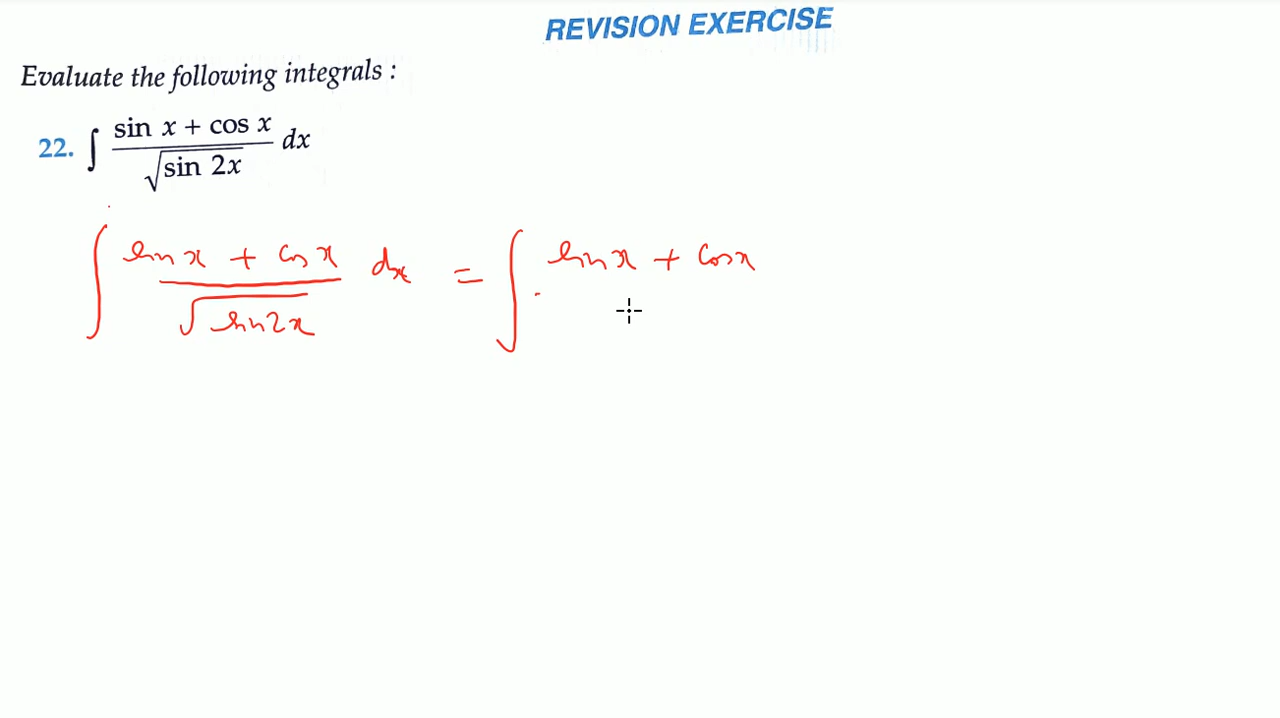 REVISION EXERCISE
Evaluate the following integrals :
22. ∫ (sin x + cos x)/√(sin 2x) dx
∫ (sin x + cos x)/√(sin 2x) dx = ∫ sin x + cos x